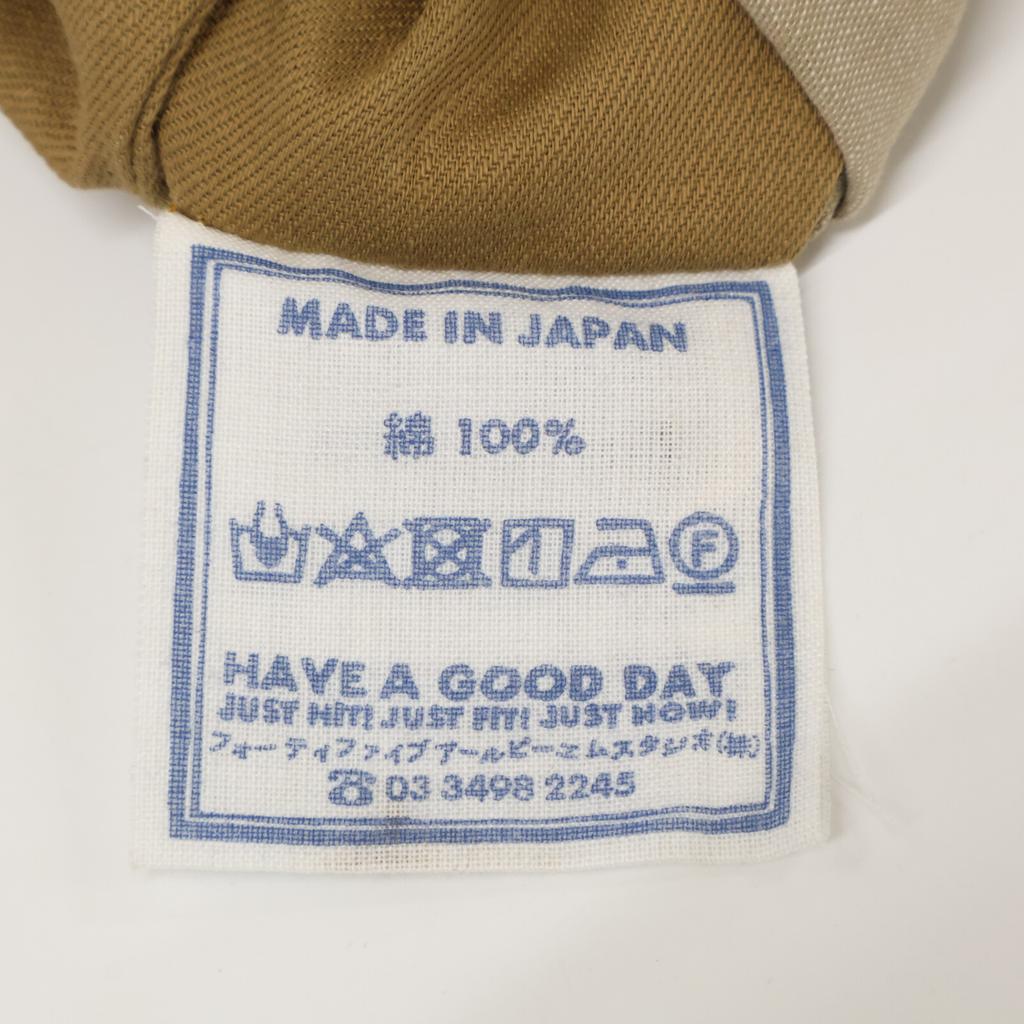 MADE IN JAPAN
綿 100%
F
HAVE A GOOD DAY
JUST HIT! JUST FIT! JUST NOW!
フォーティファイブアールピーエムスタジオ(株)
☎ 03 3498 2245